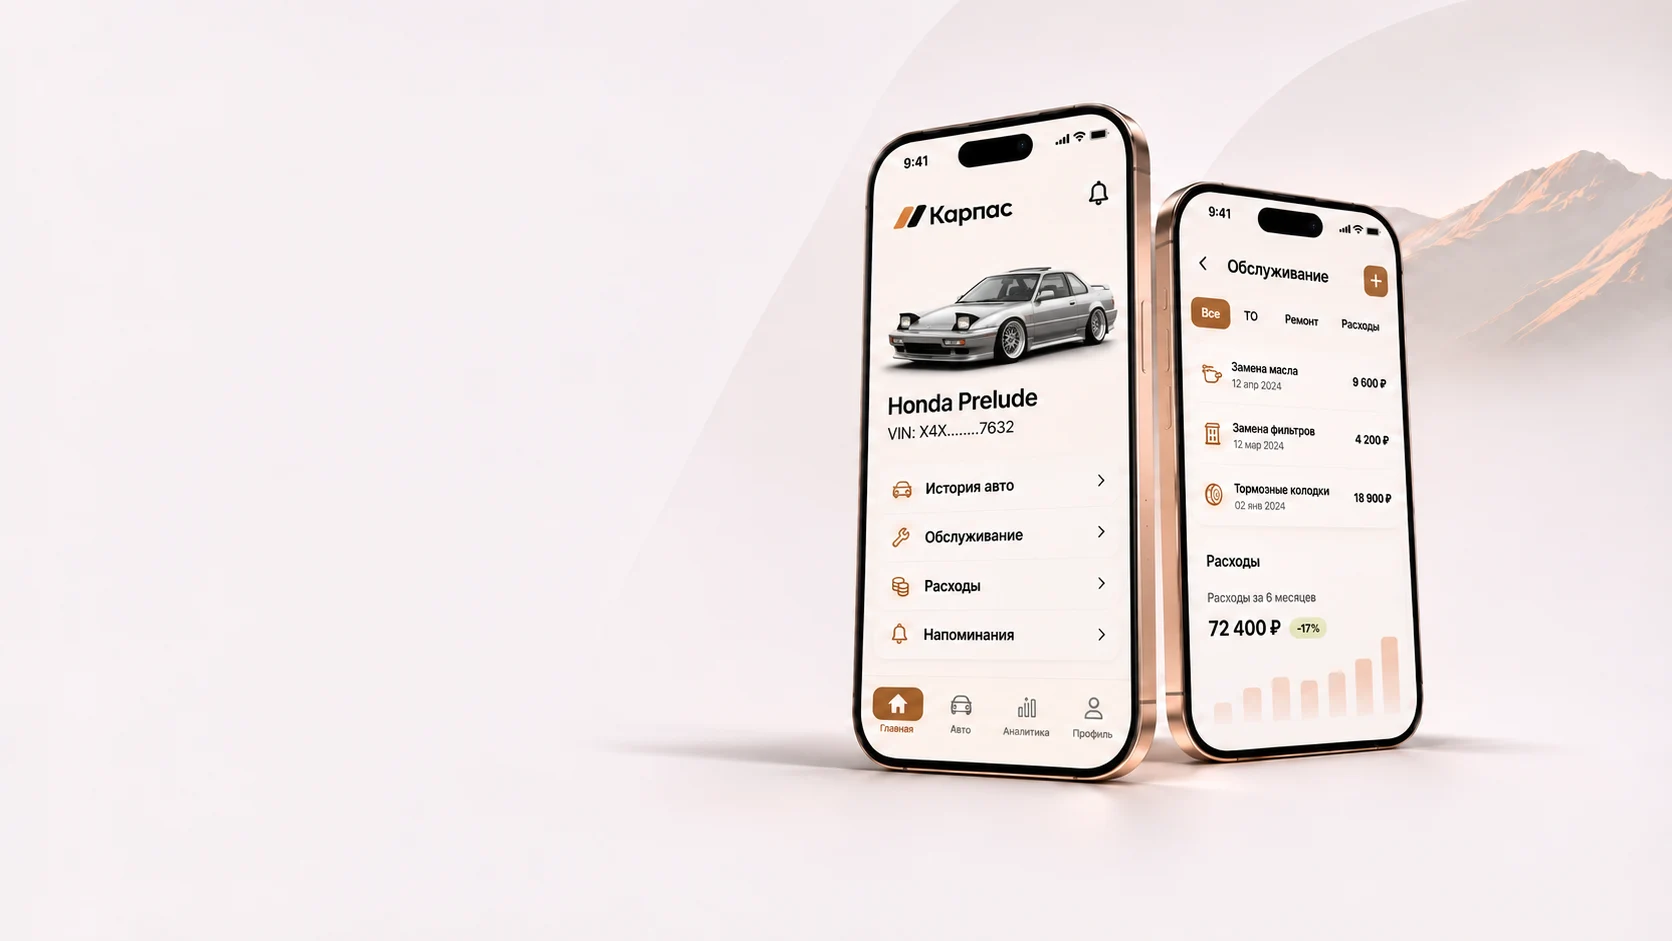 9:41
Карпас
Honda Prelude
VIN: X4X........7632
История авто
Обслуживание
Расходы
Напоминания
Главная
Авто
Аналитика
Профиль
9:41
Обслуживание
+
Все
ТО
Ремонт
Расходы
Замена масла
9 600 ₽
12 апр 2024
Замена фильтров
4 200 ₽
12 мар 2024
Тормозные колодки
18 900 ₽
02 янв 2024
Расходы
Расходы за 6 месяцев
72 400 ₽ -17%